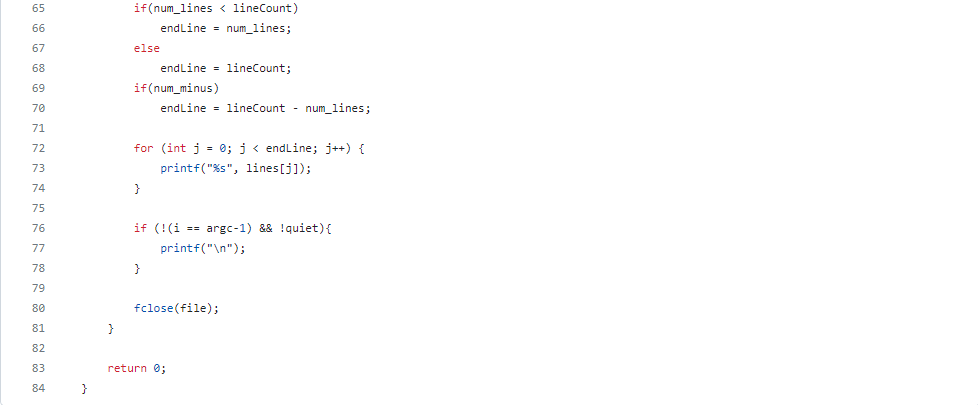 65 if(num_lines < lineCount)
66 endLine = num_lines;
67 else
68 endLine = lineCount;
69 if(num_minus)
70 endLine = lineCount - num_lines;
71
72 for (int j = 0; j < endLine; j++) {
73 printf("%s", lines[j]);
74 }
75
76 if (!(i == argc-1) && !quiet){
77 printf("\n");
78 }
79
80 fclose(file);
81 }
82
83 return 0;
84 }